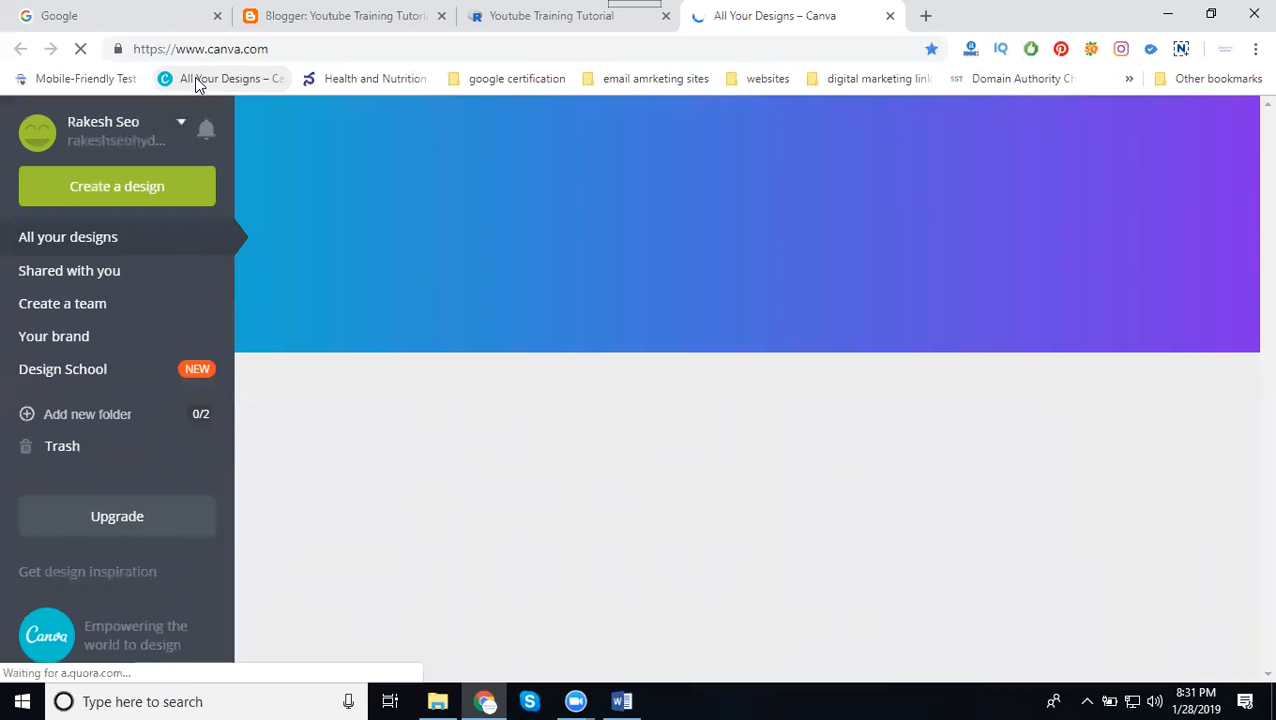 Google
Blogger: Youtube Training Tutori
Youtube Training Tutorial
All Your Designs – Canva
https://www.canva.com
IQ
N
Mobile-Friendly Test
All Your Designs – Ca
Health and Nutrition
google certification
email amrketing sites
websites
digital marketing link
SST
Domain Authority Ch
»
Other bookmarks
Rakesh Seo
rakeshseohyd...
Create a design
All your designs
Shared with you
Create a team
Your brand
Design School
NEW
Add new folder
0/2
Trash
Upgrade
Get design inspiration
Canva
Empowering the
world to design
Waiting for a.quora.com...
Type here to search
8:31 PM
1/28/2019